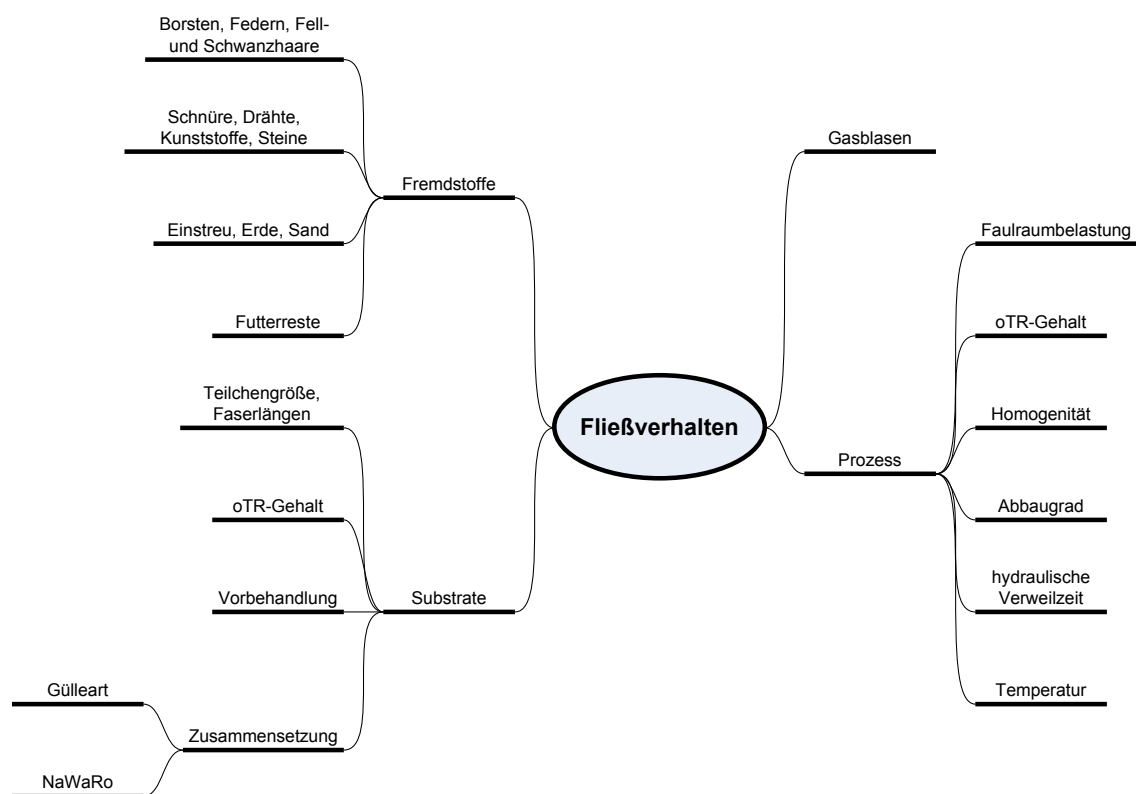 Borsten, Federn, Fell-
und Schwanzhaare
Schnüre, Drähte,
Kunststoffe, Steine
Fremdstoffe
Einstreu, Erde, Sand
Futterreste
Teilchengröße,
Faserlängen
oTR-Gehalt
Vorbehandlung
Substrate
Gülleart
Zusammensetzung
NaWaRo
Fließverhalten
Gasblasen
Faulraumbelastung
oTR-Gehalt
Homogenität
Prozess
Abbaugrad
hydraulische
Verweilzeit
Temperatur